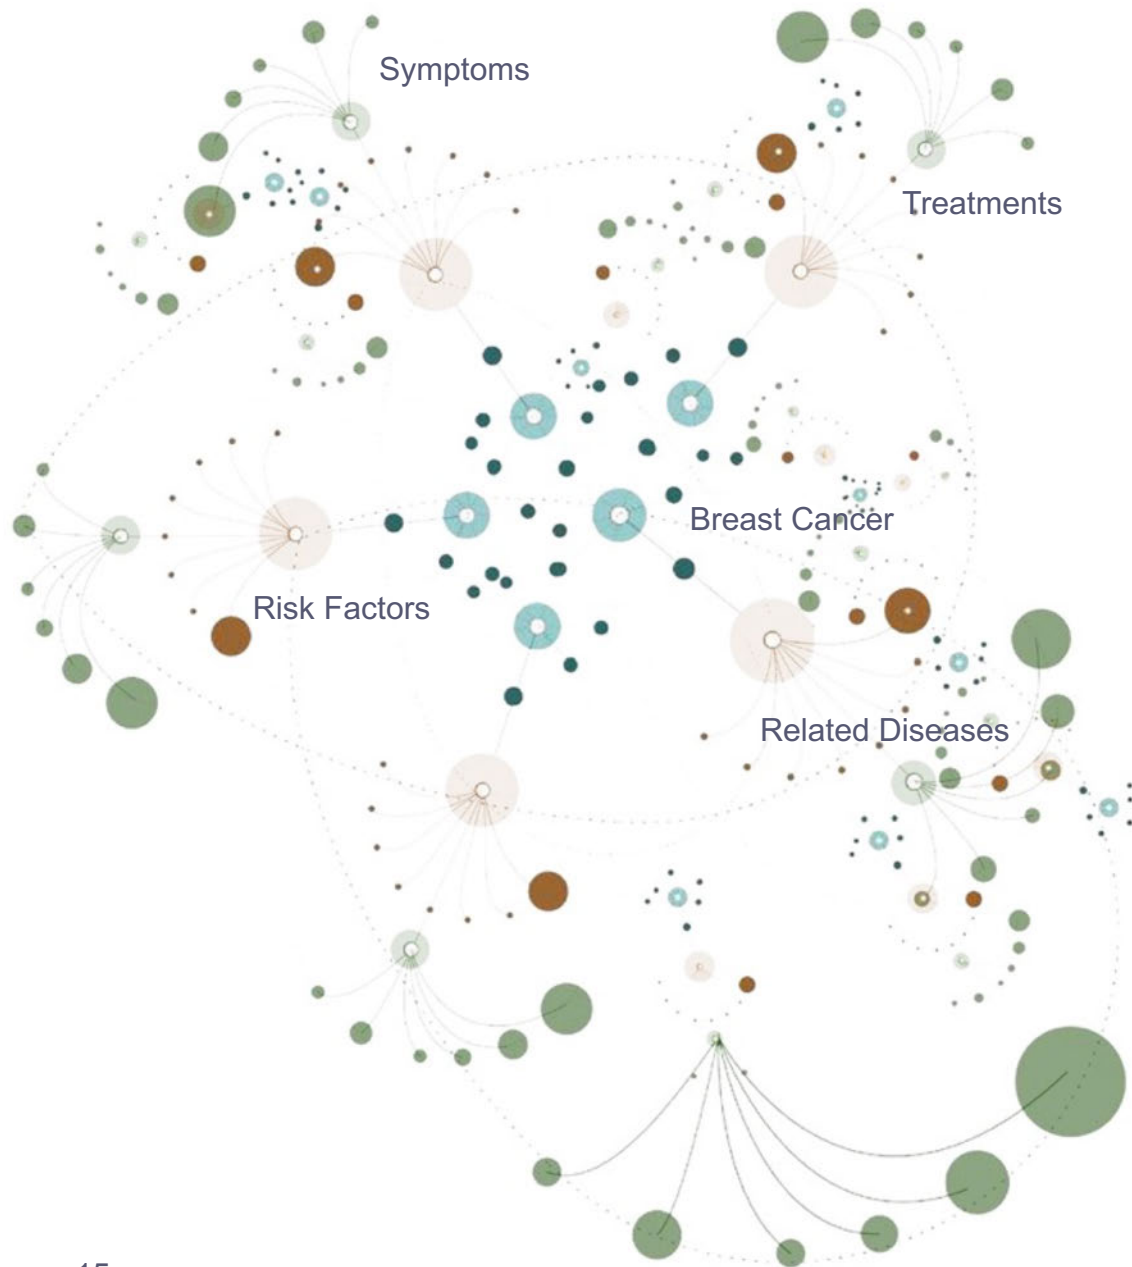 Symptoms
Treatments
Breast Cancer
Risk Factors
Related Diseases